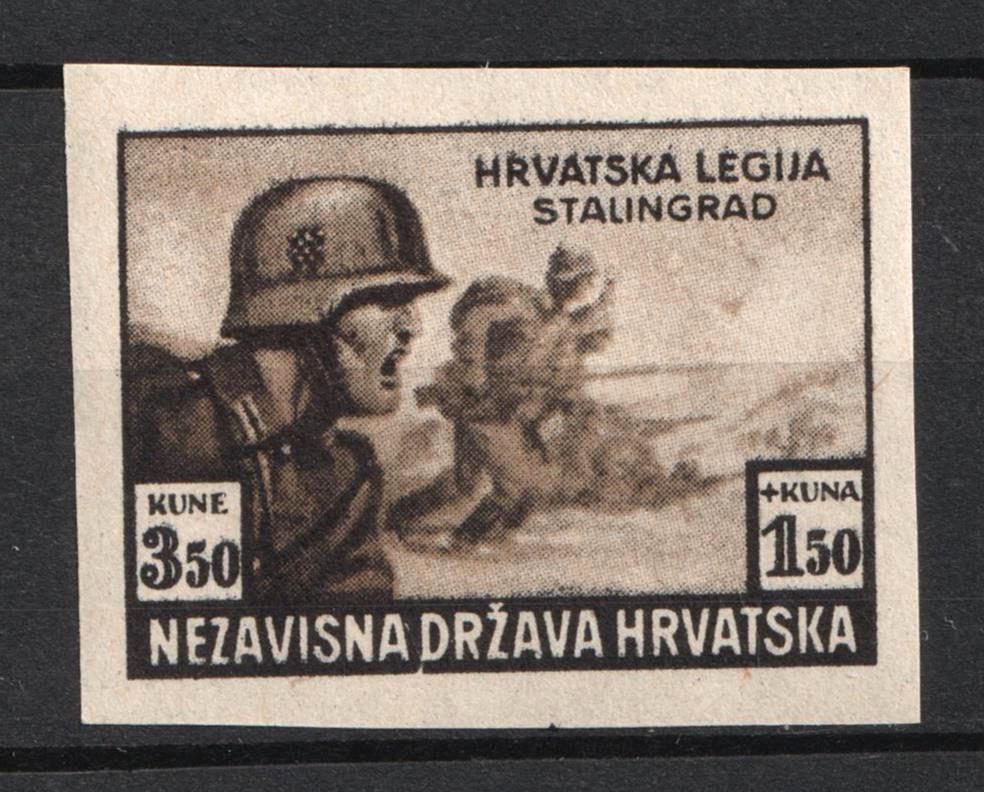 HRVATSKA LEGIJA
STALINGRAD
KUNE
3 50
+KUNA
1 50
NEZAVISNA DRŽAVA HRVATSKA